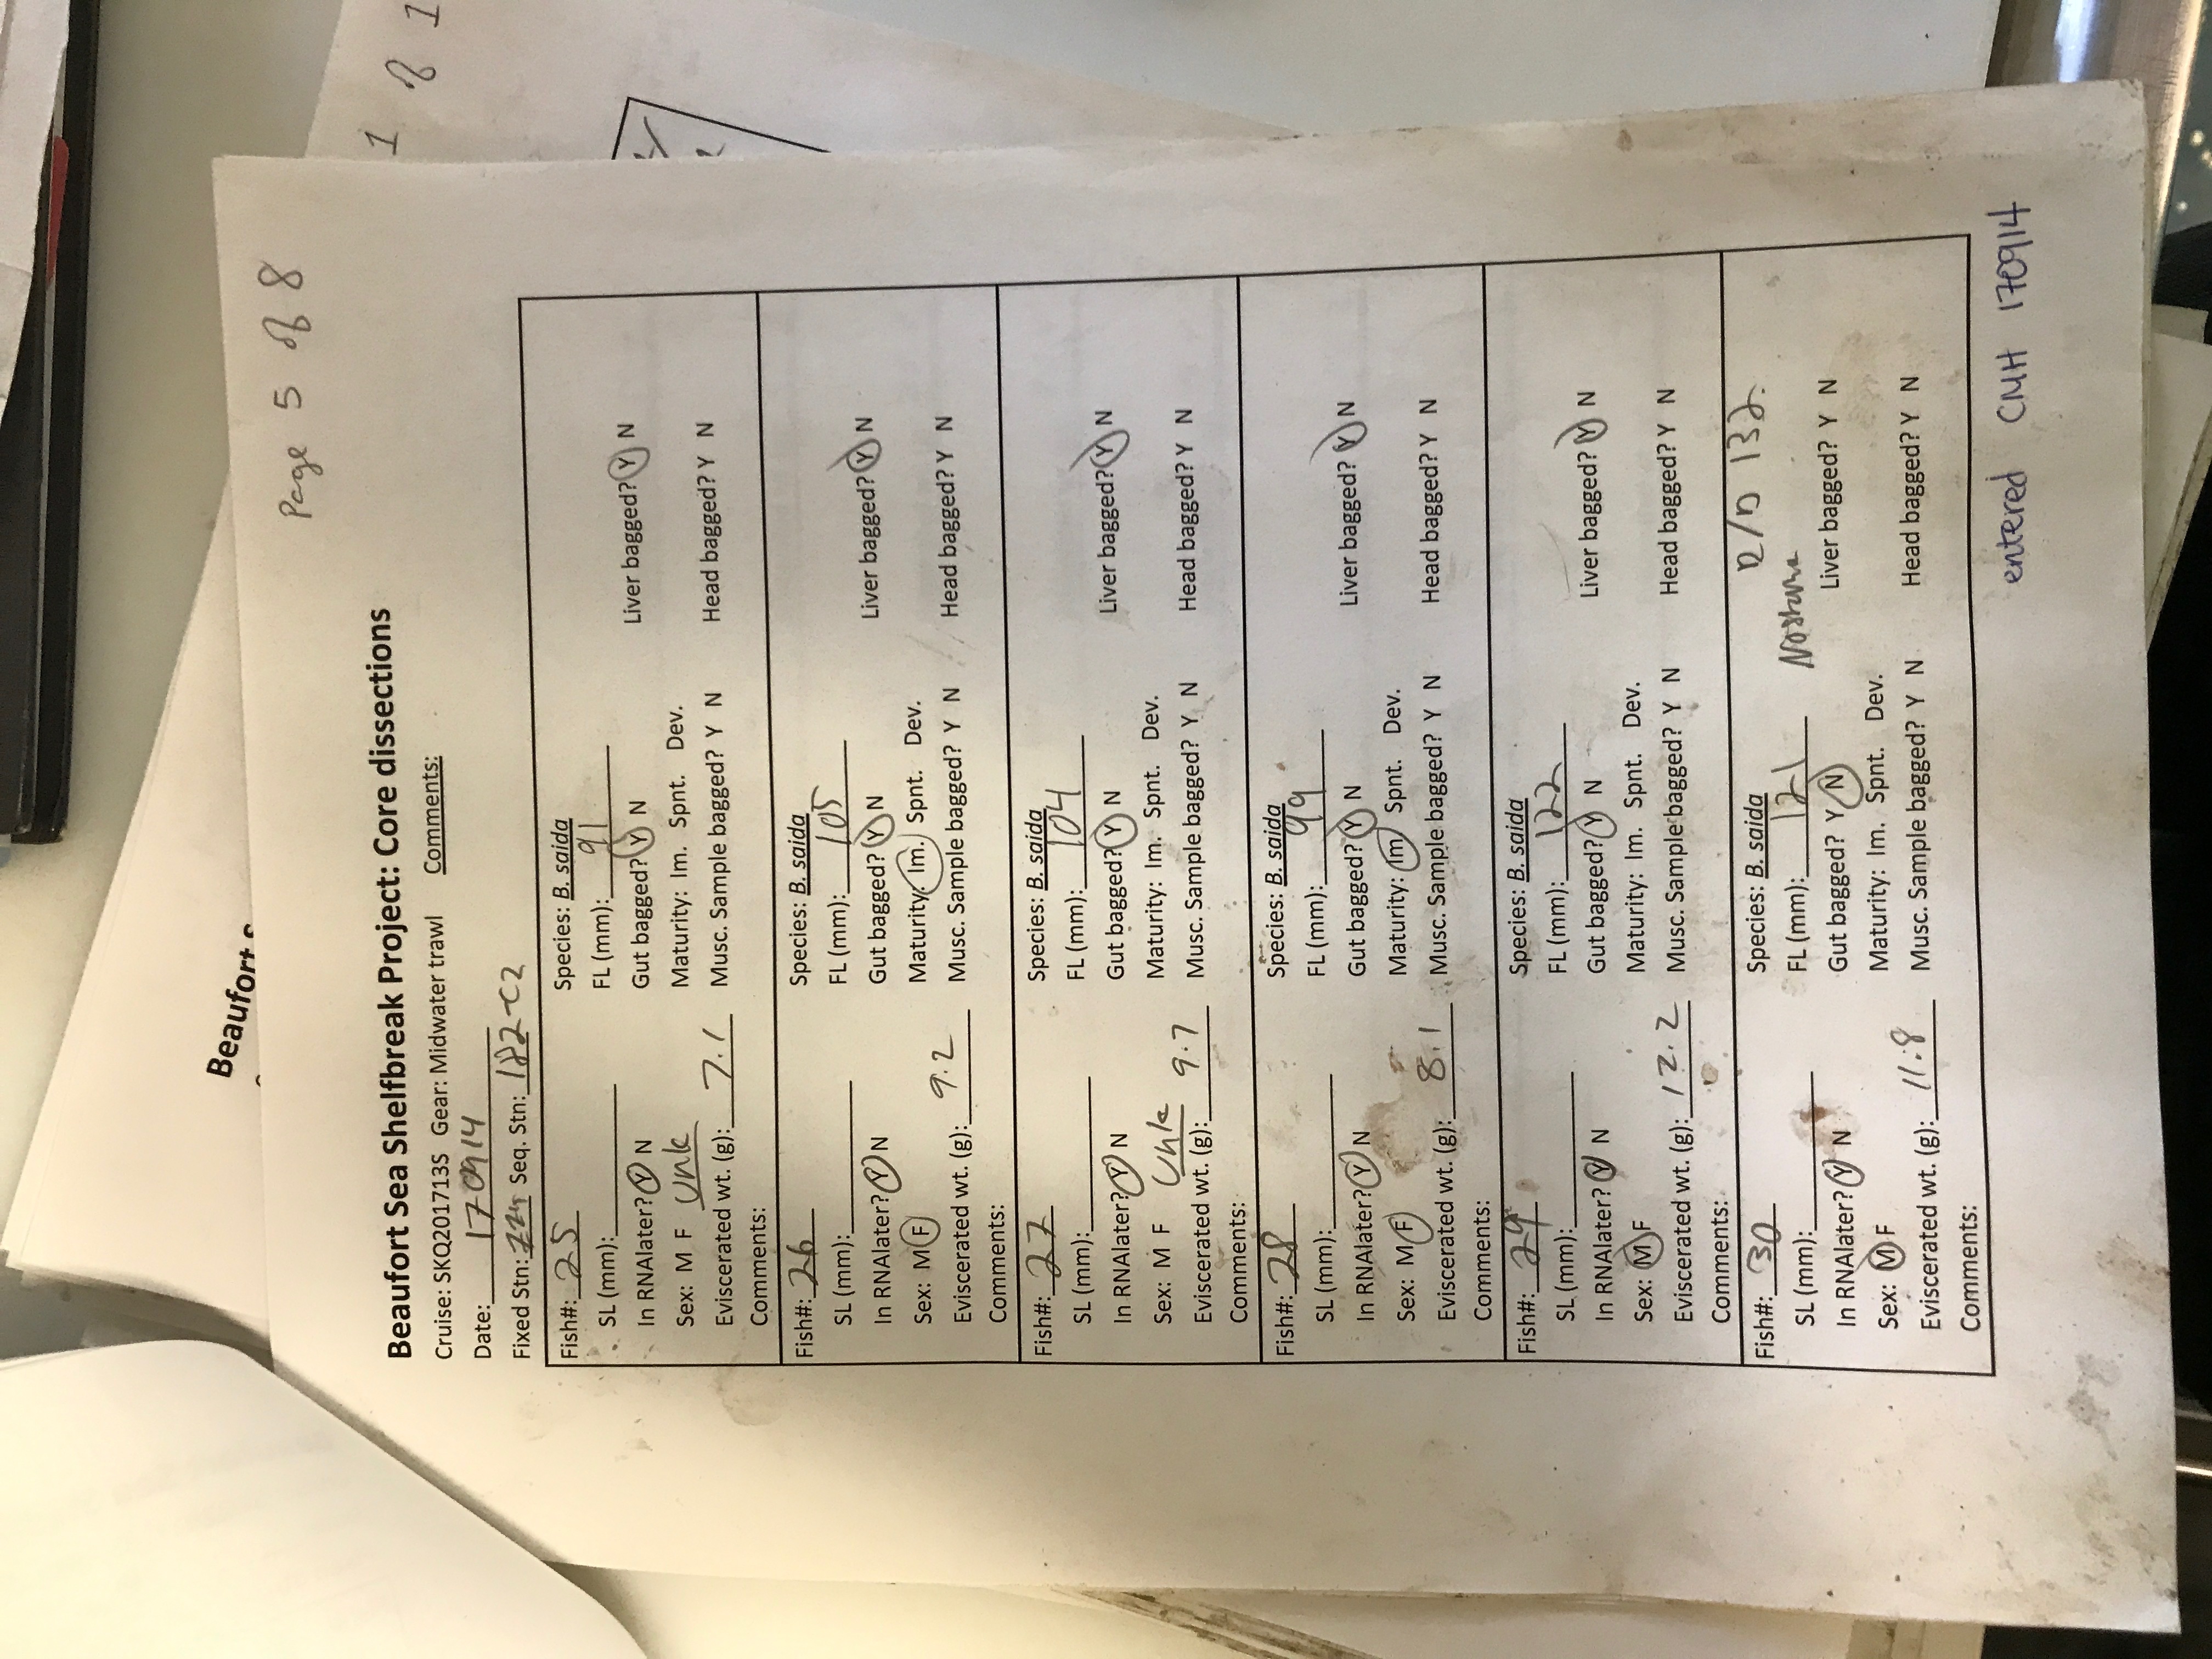 Page 5 of 8
Beaufort Sea Shelfbreak Project: Core dissections
Cruise: SKQ201713S Gear: Midwater trawl Comments:
Date: 170914
Fixed Stn: Seq. Stn: 182-C2
Fish#: 25 Species: B. saida
SL (mm): FL (mm): 91
In RNAlater? Y N Gut bagged? Y N Liver bagged? Y N
Sex: M F Unk Maturity: Im. Spnt. Dev.
Eviscerated wt. (g): 7.1 Musc. Sample bagged? Y N Head bagged? Y N
Comments:
Fish#: 26 Species: B. saida
SL (mm): FL (mm): 105
In RNAlater? Y N Gut bagged? Y N Liver bagged? Y N
Sex: M F Maturity: Im. Spnt. Dev.
Eviscerated wt. (g): 9.2 Musc. Sample bagged? Y N Head bagged? Y N
Comments:
Fish#: 27 Species: B. saida
SL (mm): FL (mm): 104
In RNAlater? Y N Gut bagged? Y N Liver bagged? Y N
Sex: M F Unk Maturity: Im. Spnt. Dev.
Eviscerated wt. (g): 9.7 Musc. Sample bagged? Y N Head bagged? Y N
Comments:
Fish#: 28 Species: B. saida
SL (mm): FL (mm): 99
In RNAlater? Y N Gut bagged? Y N Liver bagged? Y N
Sex: M F Maturity: Im Spnt. Dev.
Eviscerated wt. (g): 8.1 Musc. Sample bagged? Y N Head bagged? Y N
Comments:
Fish#: 29 Species: B. saida
SL (mm): FL (mm): 122
In RNAlater? Y N Gut bagged? Y N Liver bagged? Y N
Sex: M F Maturity: Im. Spnt. Dev.
Eviscerated wt. (g): 12.2 Musc. Sample bagged? Y N Head bagged? Y N
Comments:
Fish#: 30 Species: B. saida 132
SL (mm): FL (mm): 121
In RNAlater? Y N Gut bagged? Y N Liver bagged? Y N
Sex: M F Maturity: Im. Spnt. Dev.
Eviscerated wt. (g): 11.8 Musc. Sample bagged? Y N Head bagged? Y N
Comments:
entered CMH 170914
1 of 1
Beaufort